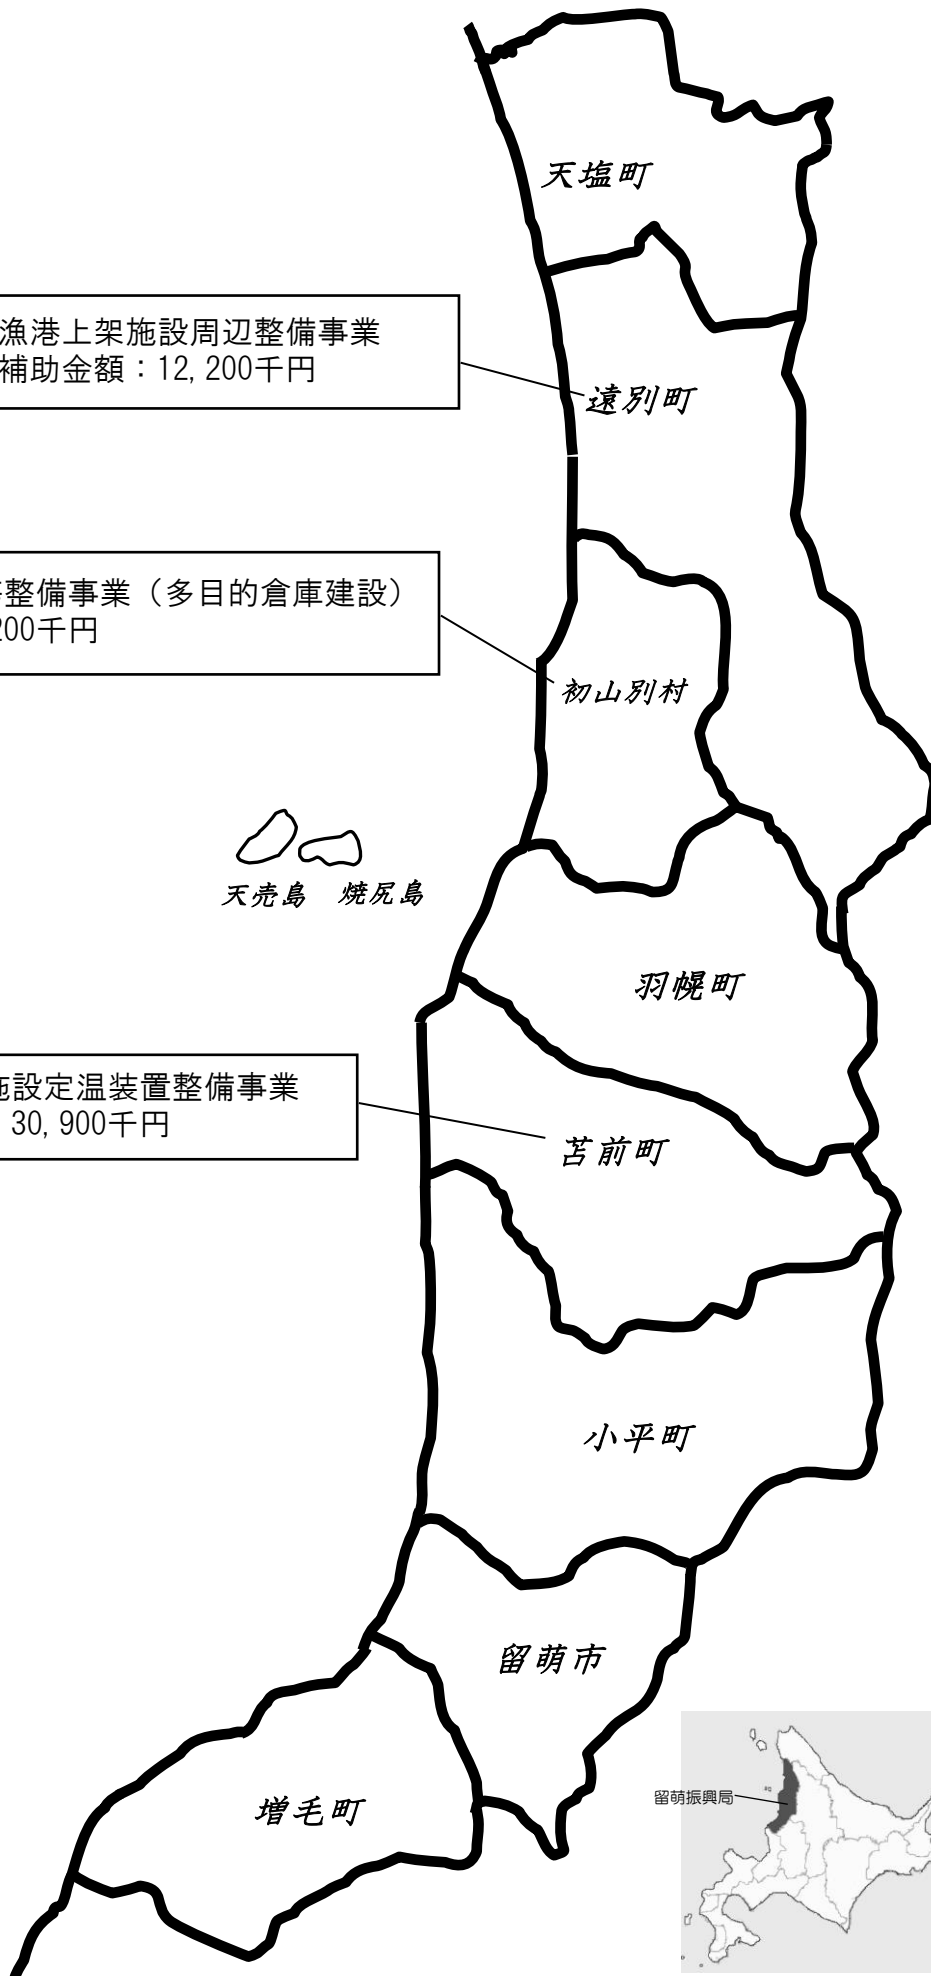 天塩町
漁港上架施設周辺整備事業
補助金額：12,200千円
遠別町
整備事業（多目的倉庫建設）
200千円
初山別村
天売島 焼尻島
羽幌町
施設定温装置整備事業
30,900千円
苫前町
小平町
留萌市
留萌振興局
増毛町